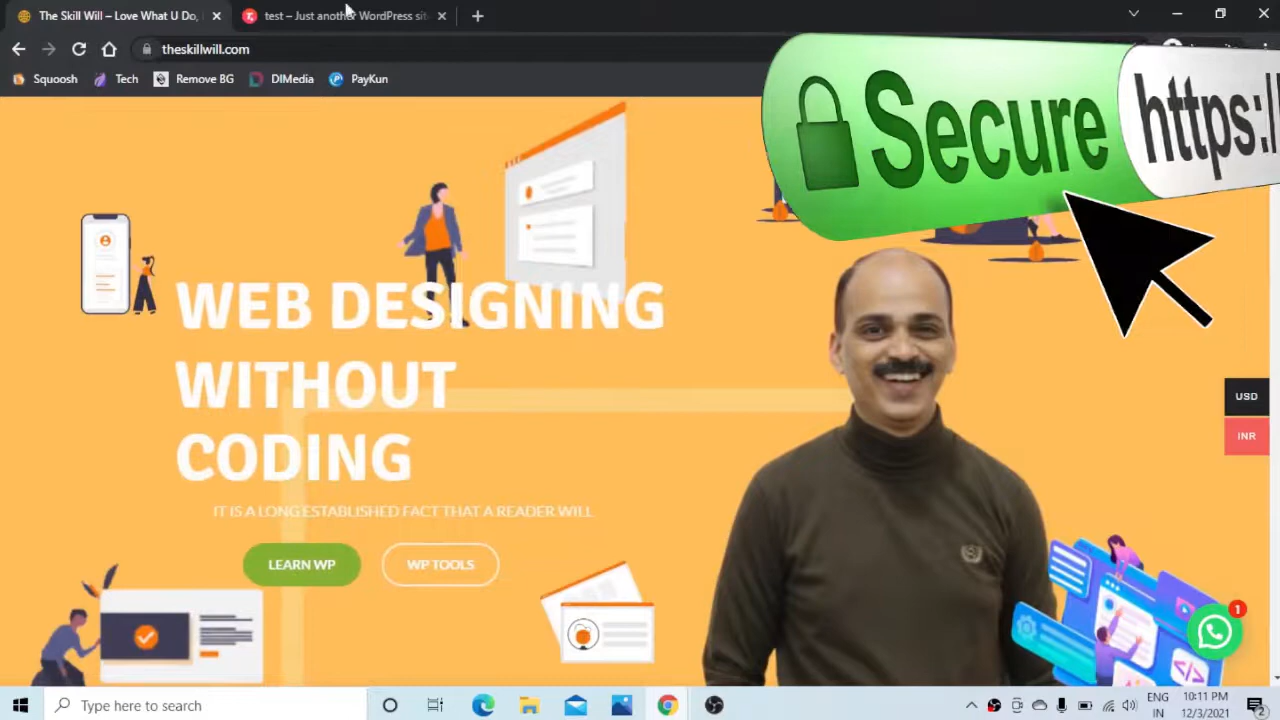 The Skill Will – Love What U Do,
test – Just another WordPress sit
theskillwill.com
Squoosh
Tech
Remove BG
DIMedia
PayKun
Secure https:/
WEB DESIGNING
WITHOUT
CODING
IT IS A LONG ESTABLISHED FACT THAT A READER WILL
LEARN WP
WP TOOLS
USD
INR
1
Type here to search
ENG
IN
10:11 PM
12/3/2021
2